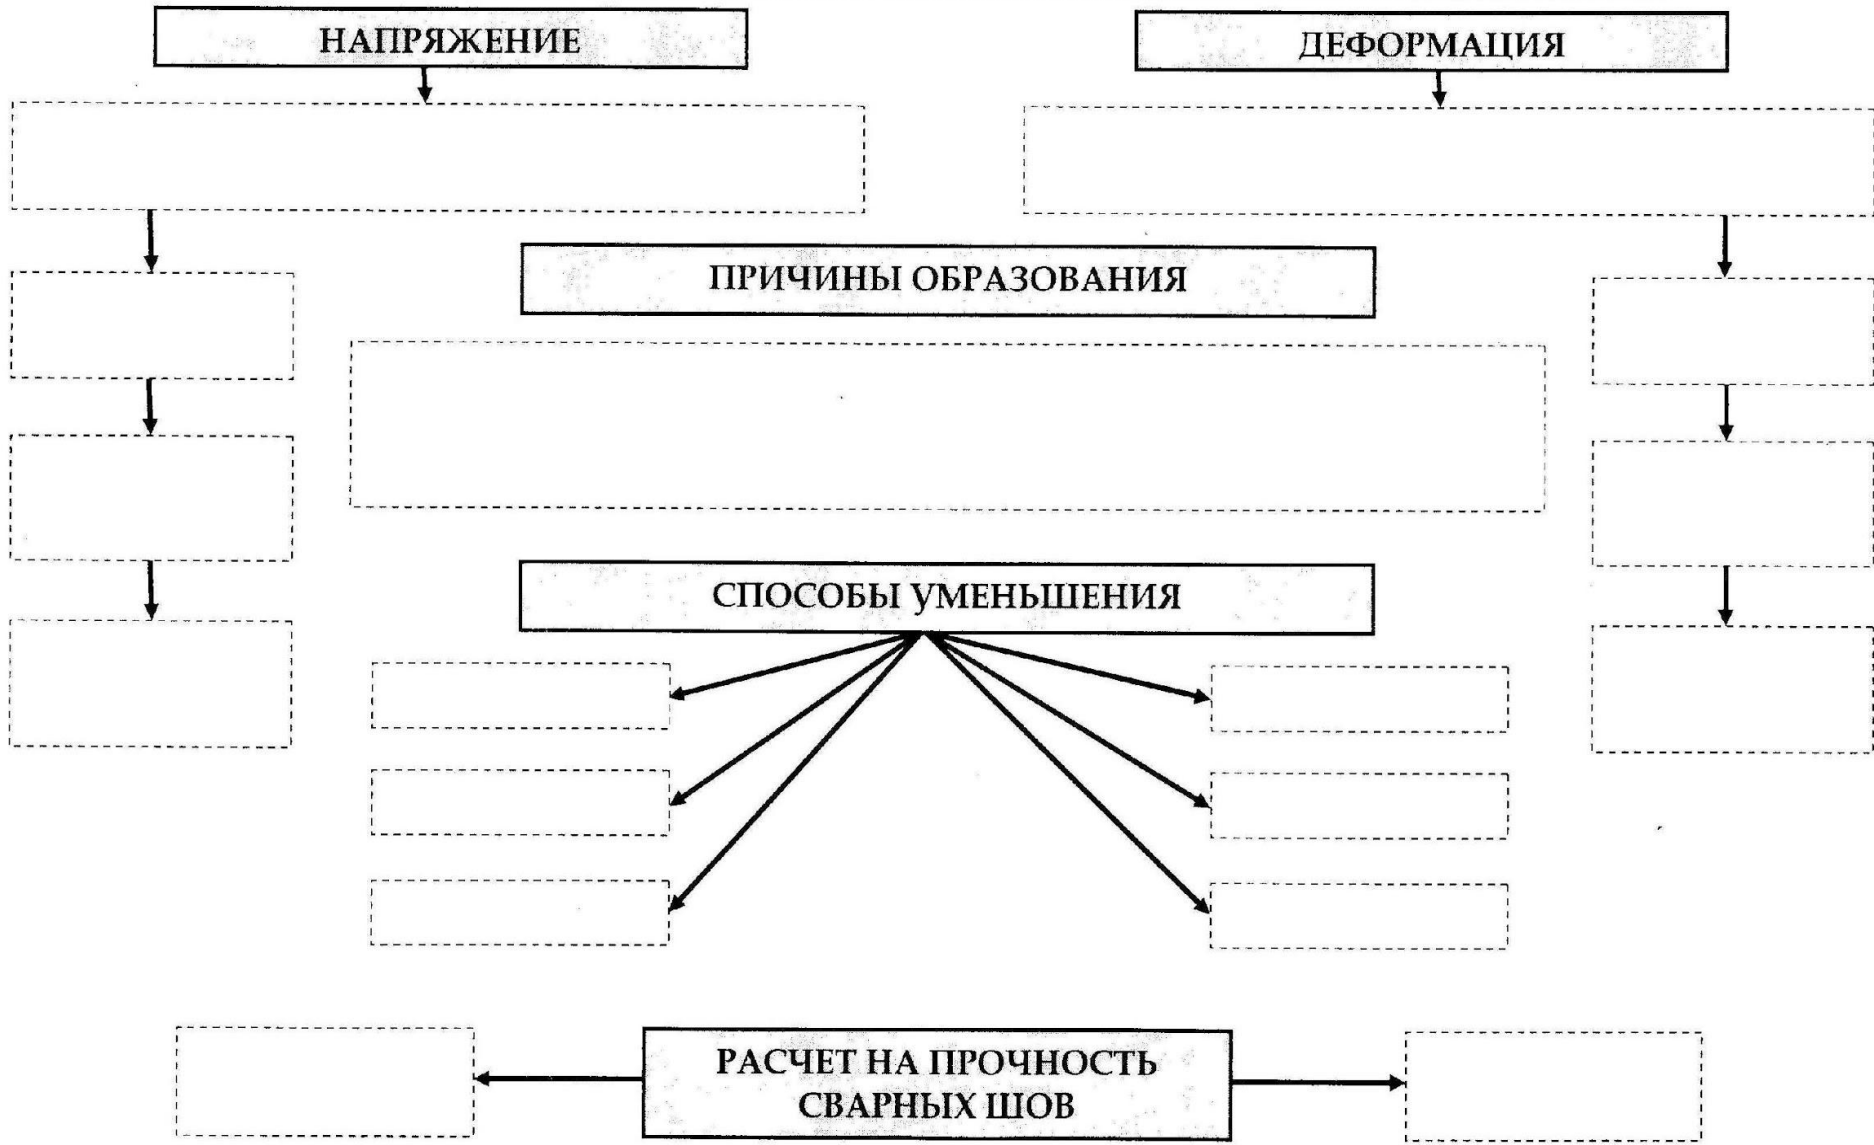 НАПРЯЖЕНИЕ
ДЕФОРМАЦИЯ
ПРИЧИНЫ ОБРАЗОВАНИЯ
СПОСОБЫ УМЕНЬШЕНИЯ
РАСЧЕТ НА ПРОЧНОСТЬ
СВАРНЫХ ШОВ